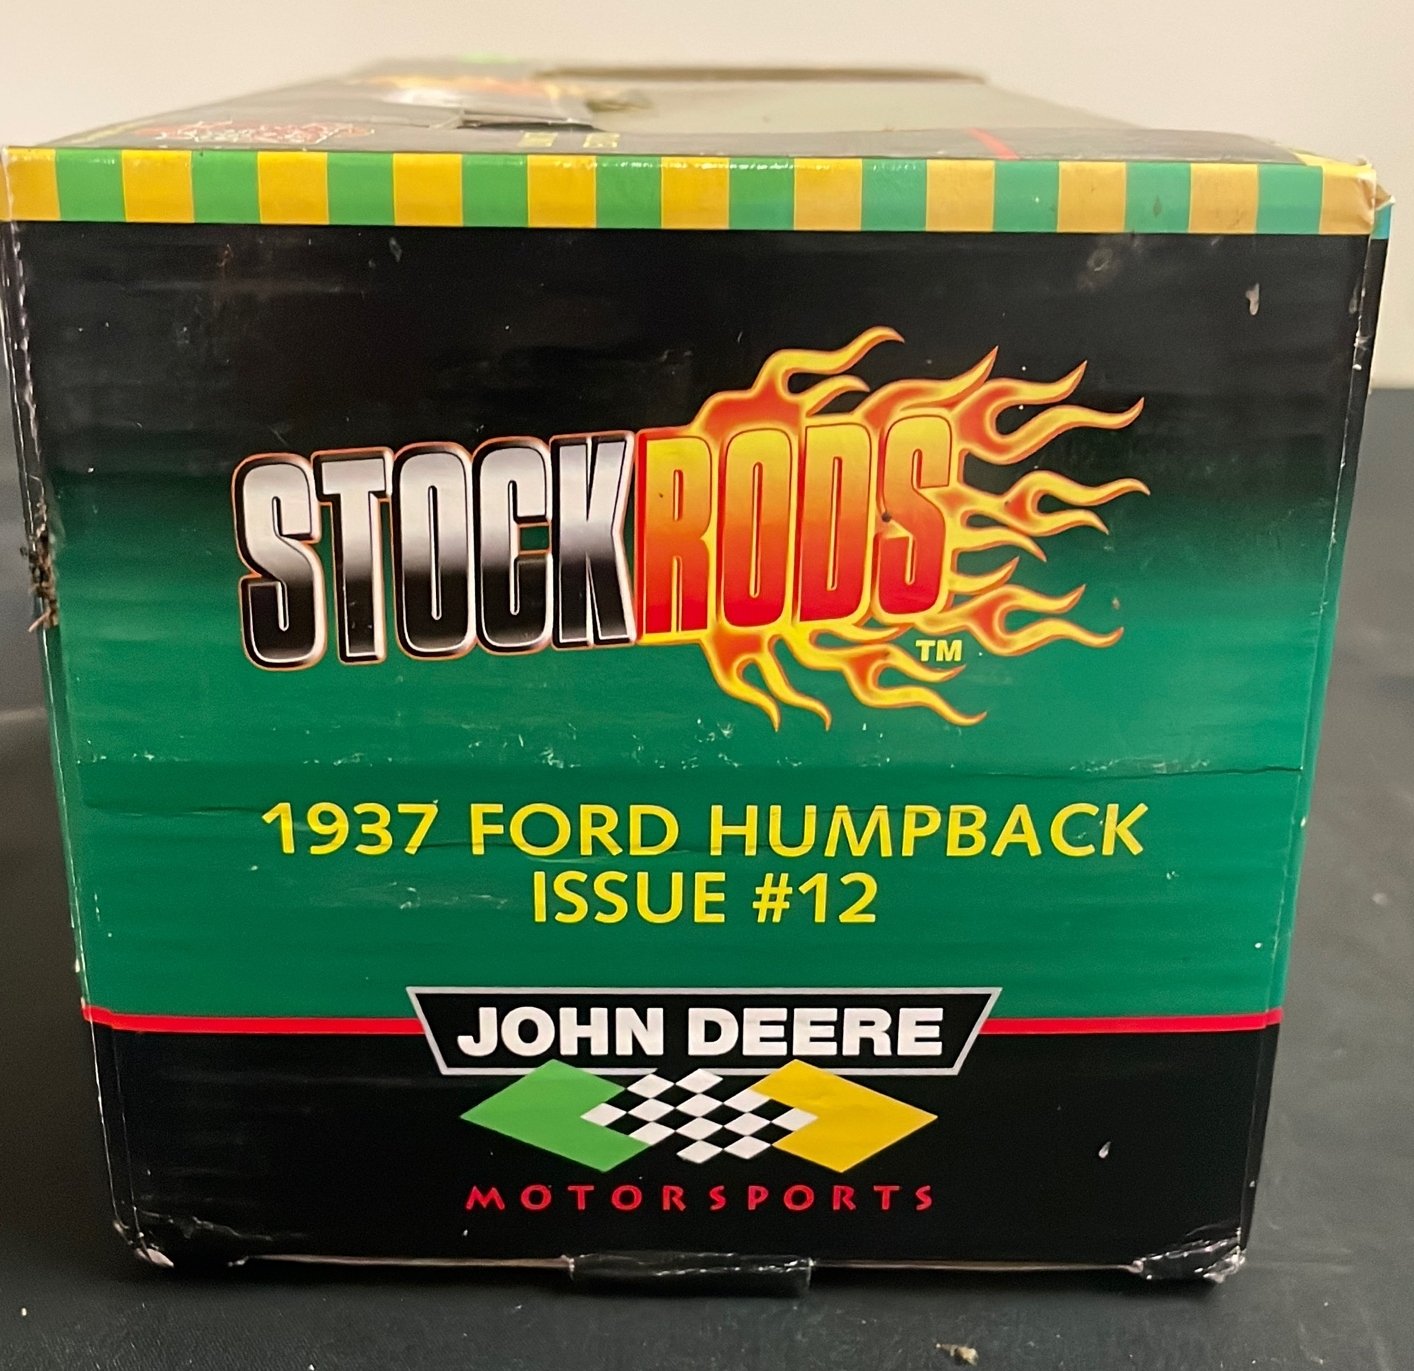 STOCKRODS
TM
1937 FORD HUMPBACK
ISSUE #12
JOHN DEERE
MOTORSPORTS